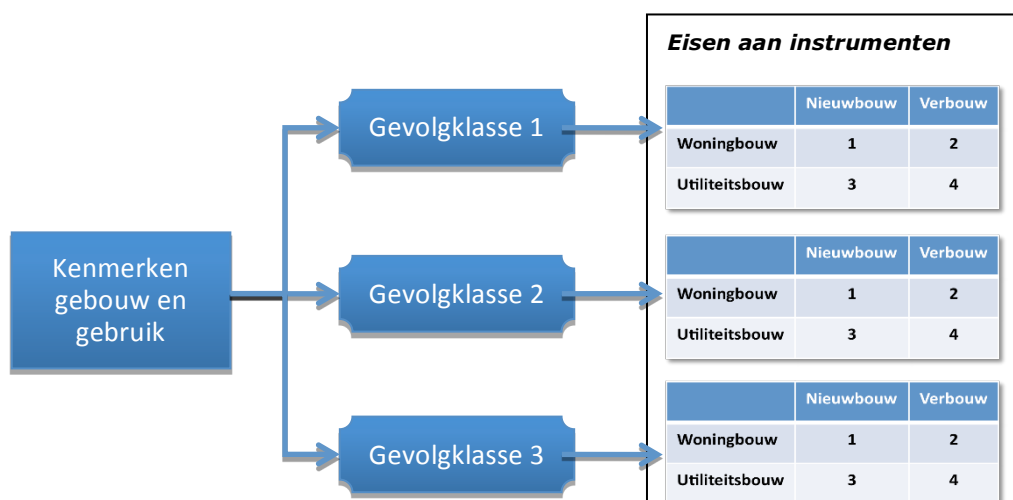 Eisen aan instrumenten
Kenmerken
gebouw en
gebruik
Gevolgklasse 1
Nieuwbouw Verbouw
Woningbouw 1 2
Utiliteitsbouw 3 4
Gevolgklasse 2
Nieuwbouw Verbouw
Woningbouw 1 2
Utiliteitsbouw 3 4
Gevolgklasse 3
Nieuwbouw Verbouw
Woningbouw 1 2
Utiliteitsbouw 3 4